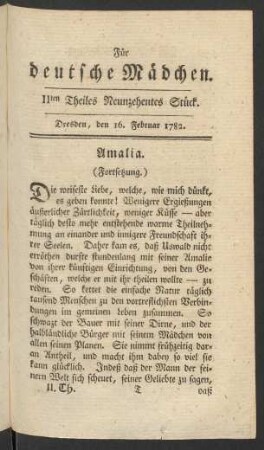 Für
deutsche Mädchen.
IIten Theiles Neunzehentes Stück.
Dresden, den 16. Februar 1782.
Amalia.
(Fortsetzung.)
Die weiseste Liebe, welche, wie mich dünkt,
es geben konnte! Wenigere Ergiessungen
äusserlicher Zärtlichkeit, weniger Küsse — aber
täglich desto mehr entstehende warme Theilneh-
mung an einander und innigere Freundschaft ih-
rer Seelen. Daher kam es, daß Uswald nicht
erröthen durfte stundenlang mit seiner Amalie
von ihrer künftigen Einrichtung, von den Ge-
schäften, welche er mit ihr theilen wollte — zu
reden. So kettet die einfache Natur täglich
tausend Menschen zu den vortreflichsten Verbin-
dungen im gemeinen leben zusammen. So
schwazt der Bauer mit seiner Dirne, und der
halbländliche Bürger mit seinem Mädchen von
allen seinen Planen. Sie nimmt frühzeitig dar-
an Antheil, und macht ihm dabey so viel sie
kann glücklich. Indeß daß der Mann der fei-
nern Welt sich scheuet, seiner Geliebte zu sagen,
II. Th. T daß